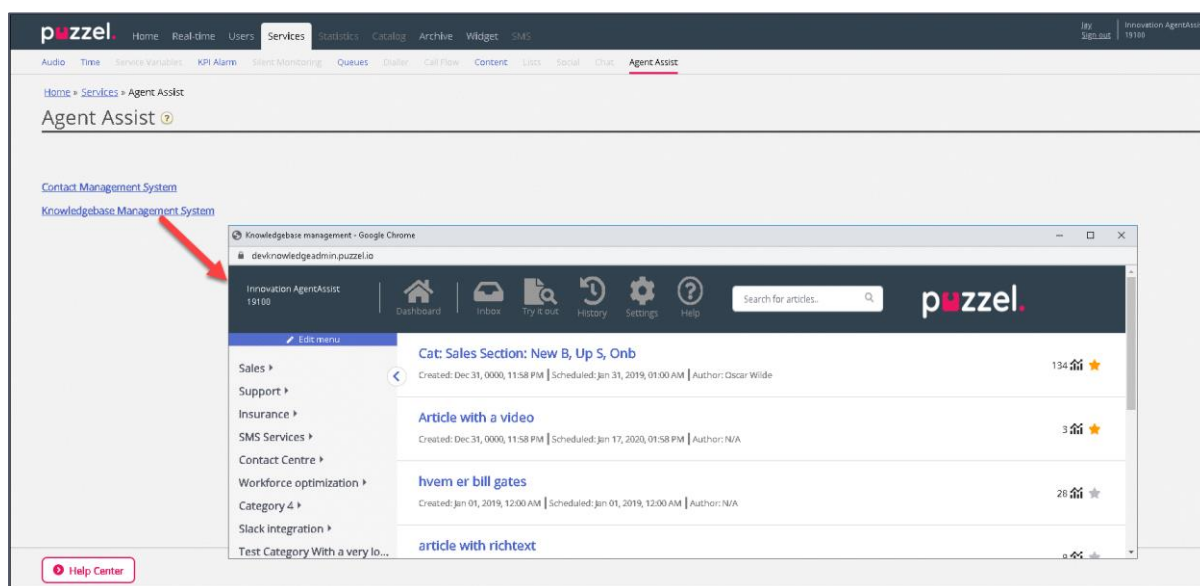 puzzel. Home Real-time Users Services Statistics Catalog Archive Widget SMS
Jay
Sign out
Innovation AgentAssis
19100
Audio Time Service Variables KPI Alarm Silent Monitoring Queues Dialler Call Flow Content Lists Social Chat Agent Assist
Home » Services » Agent Assist
Agent Assist ?
Contact Management System
Knowledgebase Management System
Knowledgebase management - Google Chrome
devknowledgeadmin.puzzel.io
Innovation AgentAssist
19100
Dashboard
Inbox
Try it out
History
Settings
Help
Search for articles..
puzzel.
Edit menu
Sales
Support
Insurance
SMS Services
Contact Centre
Workforce optimization
Category 4
Slack integration
Test Category With a very lo...
Cat: Sales Section: New B, Up S, Onb
134
Created: Dec 31, 0000, 11:58 PM | Scheduled: Jan 31, 2019, 01:00 AM | Author: Oscar Wilde
Article with a video
3
Created: Dec 31, 0000, 11:58 PM | Scheduled: Jan 17, 2020, 01:58 PM | Author: N/A
hvem er bill gates
28
Created: Jan 01, 2019, 12:00 AM | Scheduled: Jan 01, 2019, 12:00 AM | Author: N/A
article with richtext
Help Center